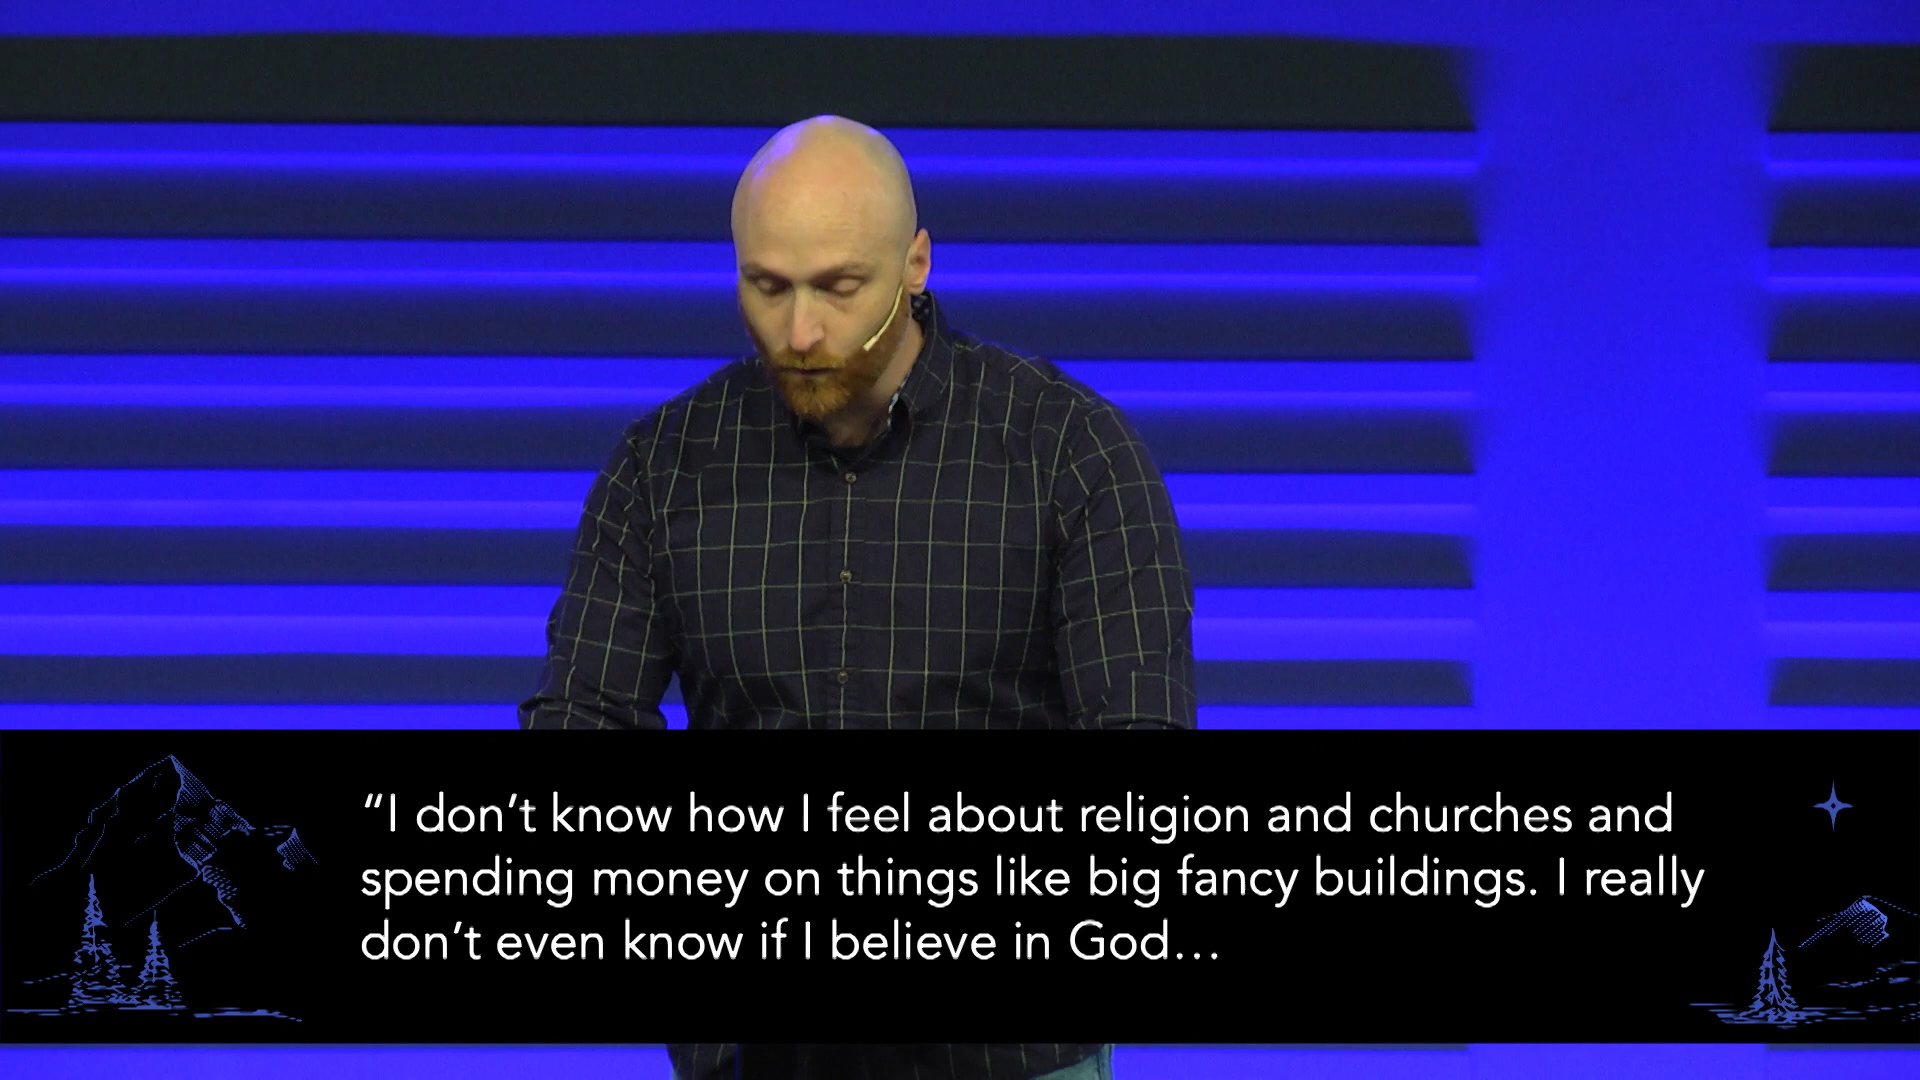 “I don’t know how I feel about religion and churches and
spending money on things like big fancy buildings. I really
don’t even know if I believe in God…